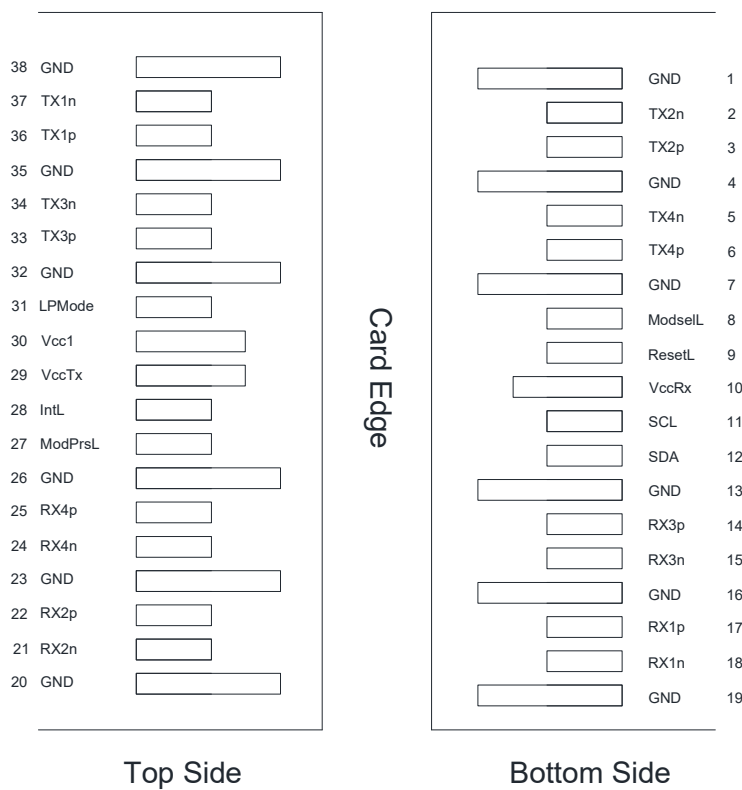 38 GND
37 TX1n
36 TX1p
35 GND
34 TX3n
33 TX3p
32 GND
31 LPMode
30 Vcc1
29 VccTx
28 IntL
27 ModPrsL
26 GND
25 RX4p
24 RX4n
23 GND
22 RX2p
21 RX2n
20 GND
Top Side
Card Edge
GND 1
TX2n 2
TX2p 3
GND 4
TX4n 5
TX4p 6
GND 7
ModselL 8
ResetL 9
VccRx 10
SCL 11
SDA 12
GND 13
RX3p 14
RX3n 15
GND 16
RX1p 17
RX1n 18
GND 19
Bottom Side